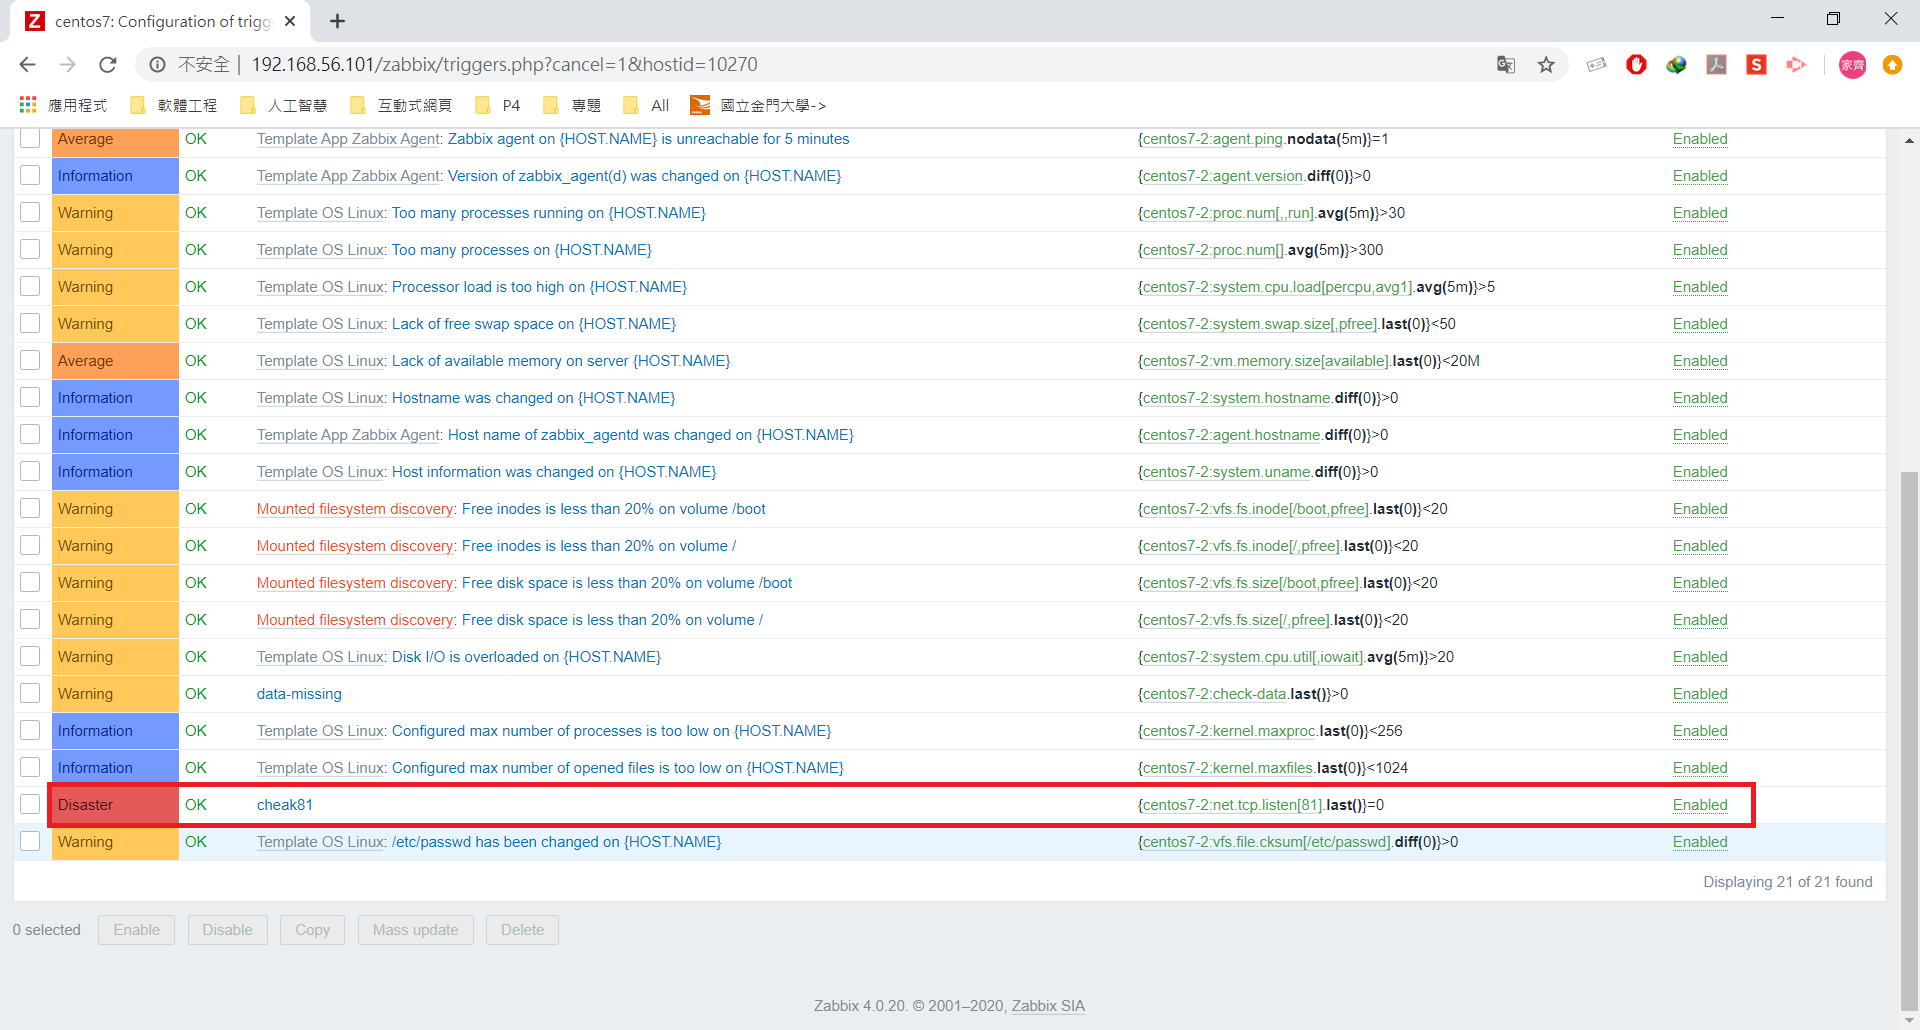 centos7: Configuration of trigg
不安全 | 192.168.56.101/zabbix/triggers.php?cancel=1&hostid=10270
家齊
應用程式 軟體工程 人工智慧 互動式網頁 P4 專題 All 國立金門大學->
Average OK Template App Zabbix Agent: Zabbix agent on {HOST.NAME} is unreachable for 5 minutes {centos7-2:agent.ping.nodata(5m)}=1 Enabled
Information OK Template App Zabbix Agent: Version of zabbix_agent(d) was changed on {HOST.NAME} {centos7-2:agent.version.diff(0)}>0 Enabled
Warning OK Template OS Linux: Too many processes running on {HOST.NAME} {centos7-2:proc.num[,,run].avg(5m)}>30 Enabled
Warning OK Template OS Linux: Too many processes on {HOST.NAME} {centos7-2:proc.num[].avg(5m)}>300 Enabled
Warning OK Template OS Linux: Processor load is too high on {HOST.NAME} {centos7-2:system.cpu.load[percpu,avg1].avg(5m)}>5 Enabled
Warning OK Template OS Linux: Lack of free swap space on {HOST.NAME} {centos7-2:system.swap.size[,pfree].last(0)}<50 Enabled
Average OK Template OS Linux: Lack of available memory on server {HOST.NAME} {centos7-2:vm.memory.size[available].last(0)}<20M Enabled
Information OK Template OS Linux: Hostname was changed on {HOST.NAME} {centos7-2:system.hostname.diff(0)}>0 Enabled
Information OK Template App Zabbix Agent: Host name of zabbix_agentd was changed on {HOST.NAME} {centos7-2:agent.hostname.diff(0)}>0 Enabled
Information OK Template OS Linux: Host information was changed on {HOST.NAME} {centos7-2:system.uname.diff(0)}>0 Enabled
Warning OK Mounted filesystem discovery: Free inodes is less than 20% on volume /boot {centos7-2:vfs.fs.inode[/boot,pfree].last(0)}<20 Enabled
Warning OK Mounted filesystem discovery: Free inodes is less than 20% on volume / {centos7-2:vfs.fs.inode[/,pfree].last(0)}<20 Enabled
Warning OK Mounted filesystem discovery: Free disk space is less than 20% on volume /boot {centos7-2:vfs.fs.size[/boot,pfree].last(0)}<20 Enabled
Warning OK Mounted filesystem discovery: Free disk space is less than 20% on volume / {centos7-2:vfs.fs.size[/,pfree].last(0)}<20 Enabled
Warning OK Template OS Linux: Disk I/O is overloaded on {HOST.NAME} {centos7-2:system.cpu.util[,iowait].avg(5m)}>20 Enabled
Warning OK data-missing {centos7-2:check-data.last()}>0 Enabled
Information OK Template OS Linux: Configured max number of processes is too low on {HOST.NAME} {centos7-2:kernel.maxproc.last(0)}<256 Enabled
Information OK Template OS Linux: Configured max number of opened files is too low on {HOST.NAME} {centos7-2:kernel.maxfiles.last(0)}<1024 Enabled
Disaster OK cheak81 {centos7-2:net.tcp.listen[81].last()}=0 Enabled
Warning OK Template OS Linux: /etc/passwd has been changed on {HOST.NAME} {centos7-2:vfs.file.cksum[/etc/passwd].diff(0)}>0 Enabled
Displaying 21 of 21 found
0 selected Enable Disable Copy Mass update Delete
Zabbix 4.0.20. © 2001–2020, Zabbix SIA